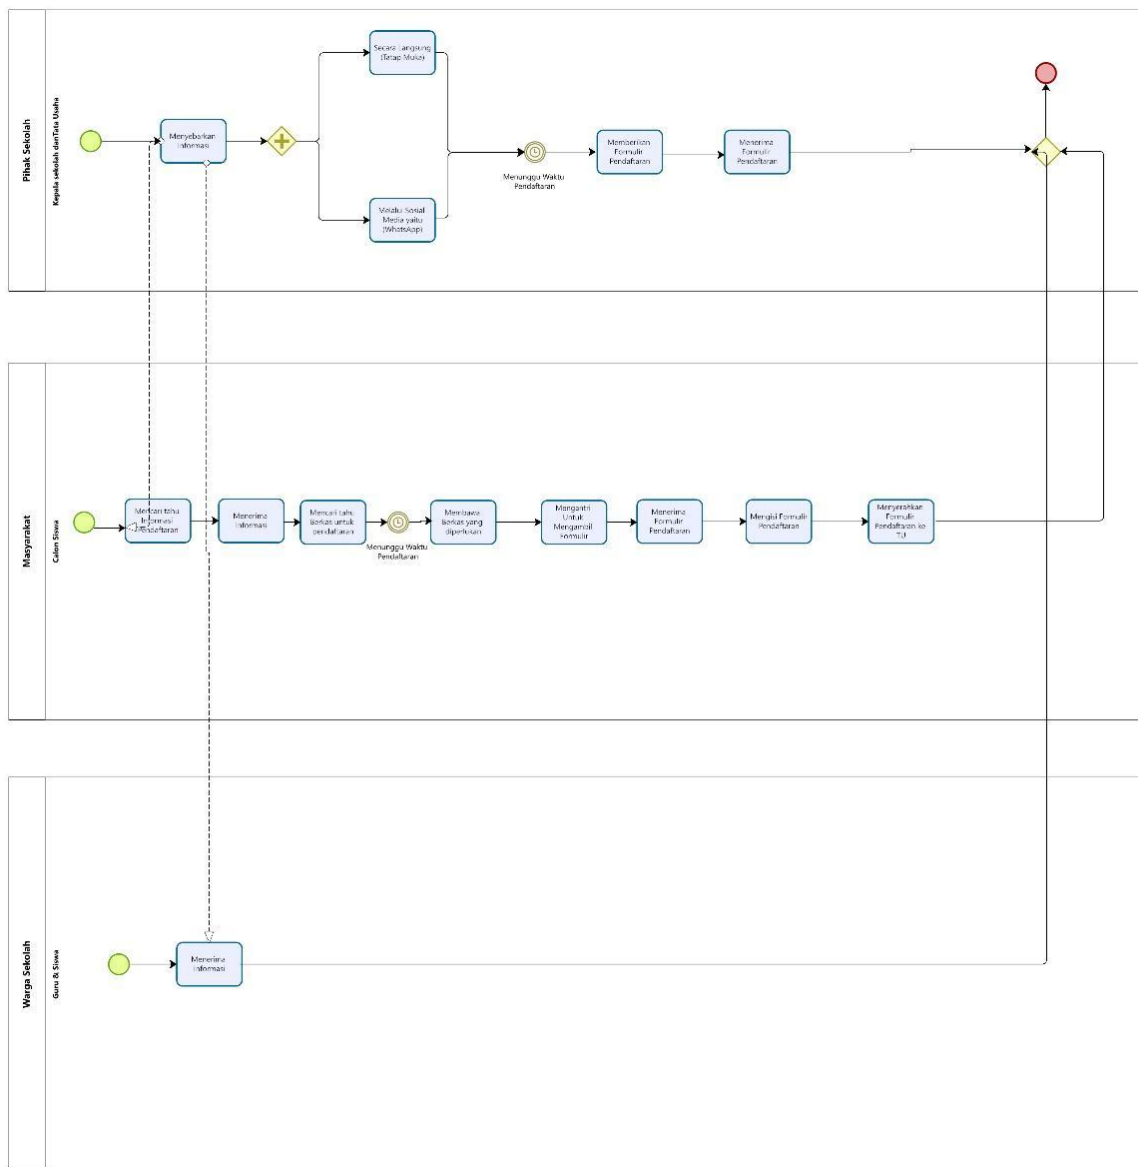 Pihak Sekolah
Kepala sekolah danTata Usaha
Menyebarkan
Informasi
Secara Langsung
(Tatap Muka)
Melalui Sosial
Media yaitu
(WhatsApp)
Menunggu Waktu
Pendaftaran
Memberikan
Formulir
Pendaftaran
Menerima
Formulir
Pendaftaran
Masyarakat
Calon Siswa
Mencari tahu
Informasi
Pendaftaran
Menerima
Informasi
Mencari tahu
Berkas untuk
pendaftaran
Menunggu Waktu
Pendaftaran
Membawa
Berkas yang
diperlukan
Mengantri
Untuk
Mengambil
Formulir
Menerima
Formulir
Pendaftaran
Mengisi Formulir
Pendaftaran
Menyerahkan
Formulir
Pendaftaran ke
TU
Warga Sekolah
Guru & Siswa
Menerima
Informasi